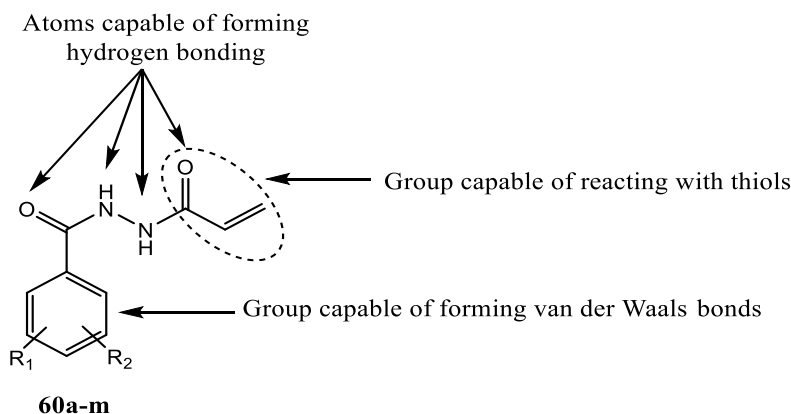 Atoms capable of forming
hydrogen bonding
O
H
N
O
N
H
Group capable of reacting with thiols
Group capable of forming van der Waals bonds
R1
R2
60a-m